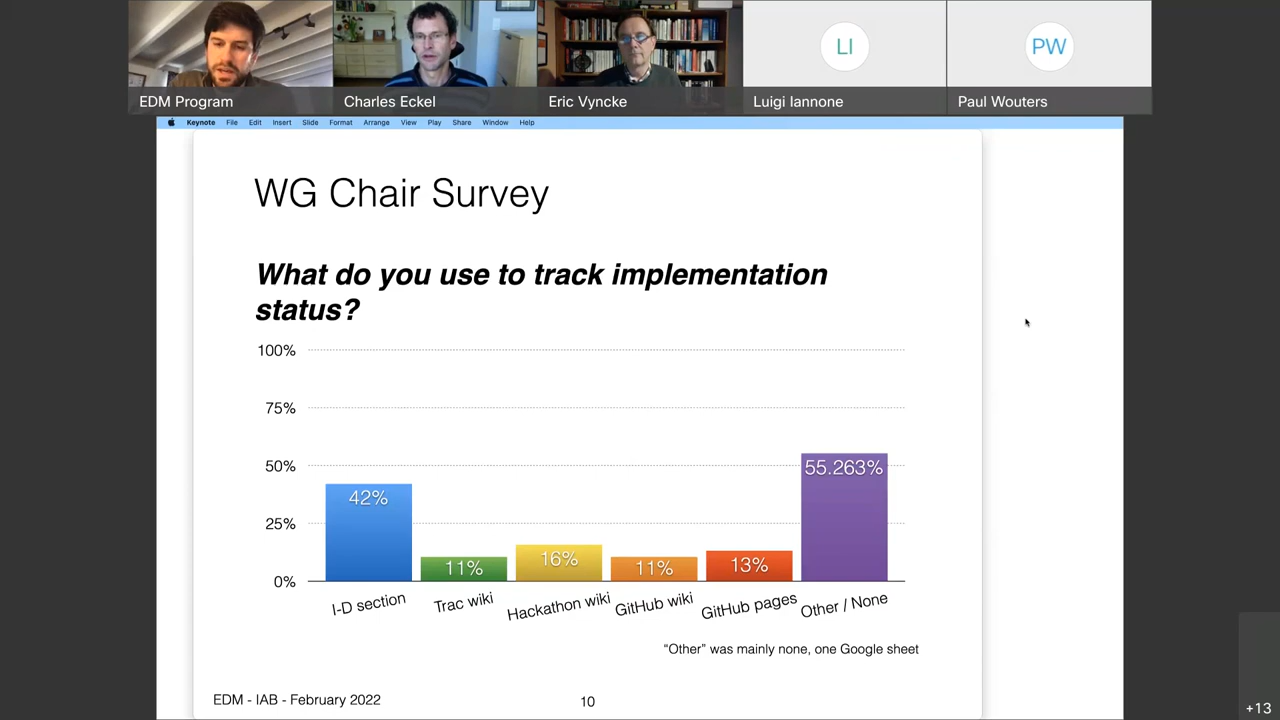 LI
PW
EDM Program
Charles Eckel
Eric Vyncke
Luigi Iannone
Paul Wouters
Keynote File Edit Insert Slide Format Arrange View Play Share Window Help
WG Chair Survey
What do you use to track implementation
status?
100%
75%
50%
25%
0%
42%
11%
16%
11%
13%
55.263%
I-D section
Trac wiki
Hackathon wiki
GitHub wiki
GitHub pages
Other / None
“Other” was mainly none, one Google sheet
EDM - IAB - February 2022
10
+13